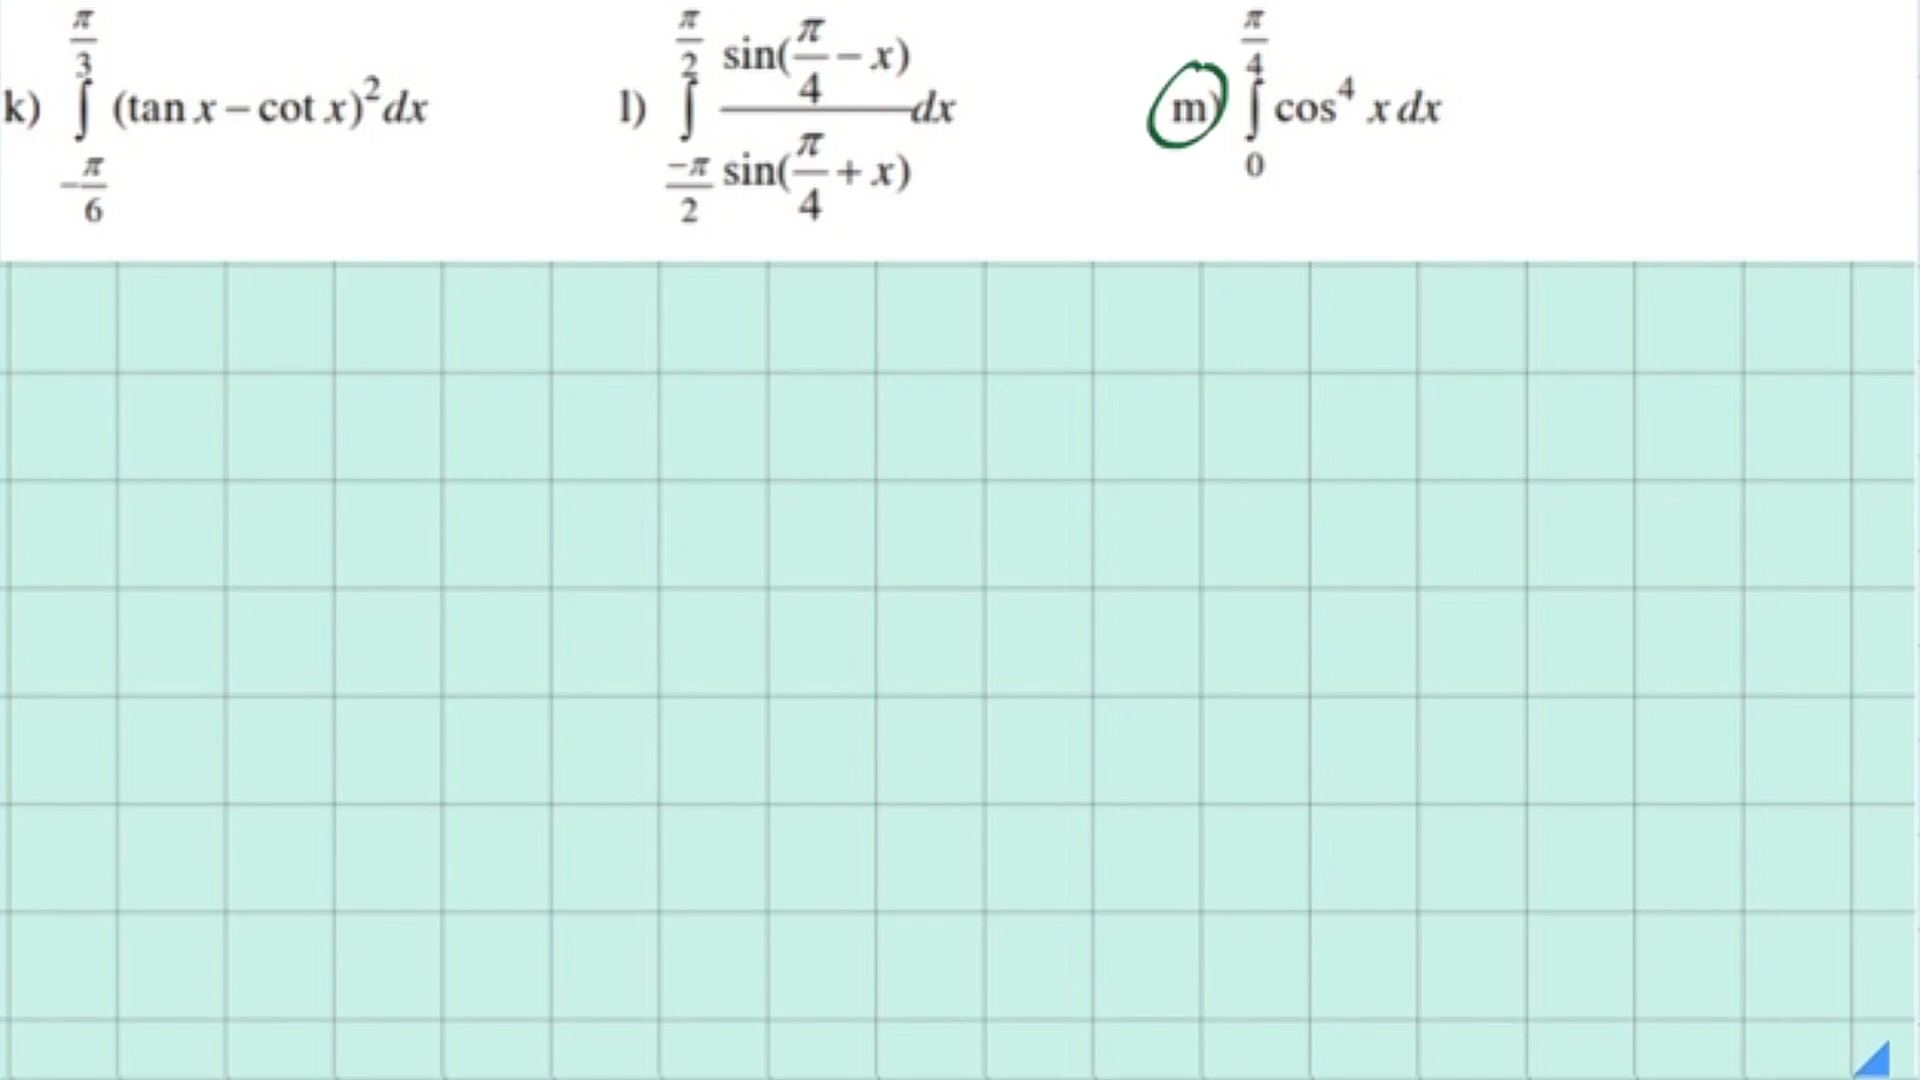 k) ∫_{-π/6}^{π/3} (tan x – cot x)² dx
l) ∫_{-π/2}^{π/2} sin(π/4 – x) / sin(π/4 + x) dx
m) ∫_{0}^{π/4} cos⁴ x dx